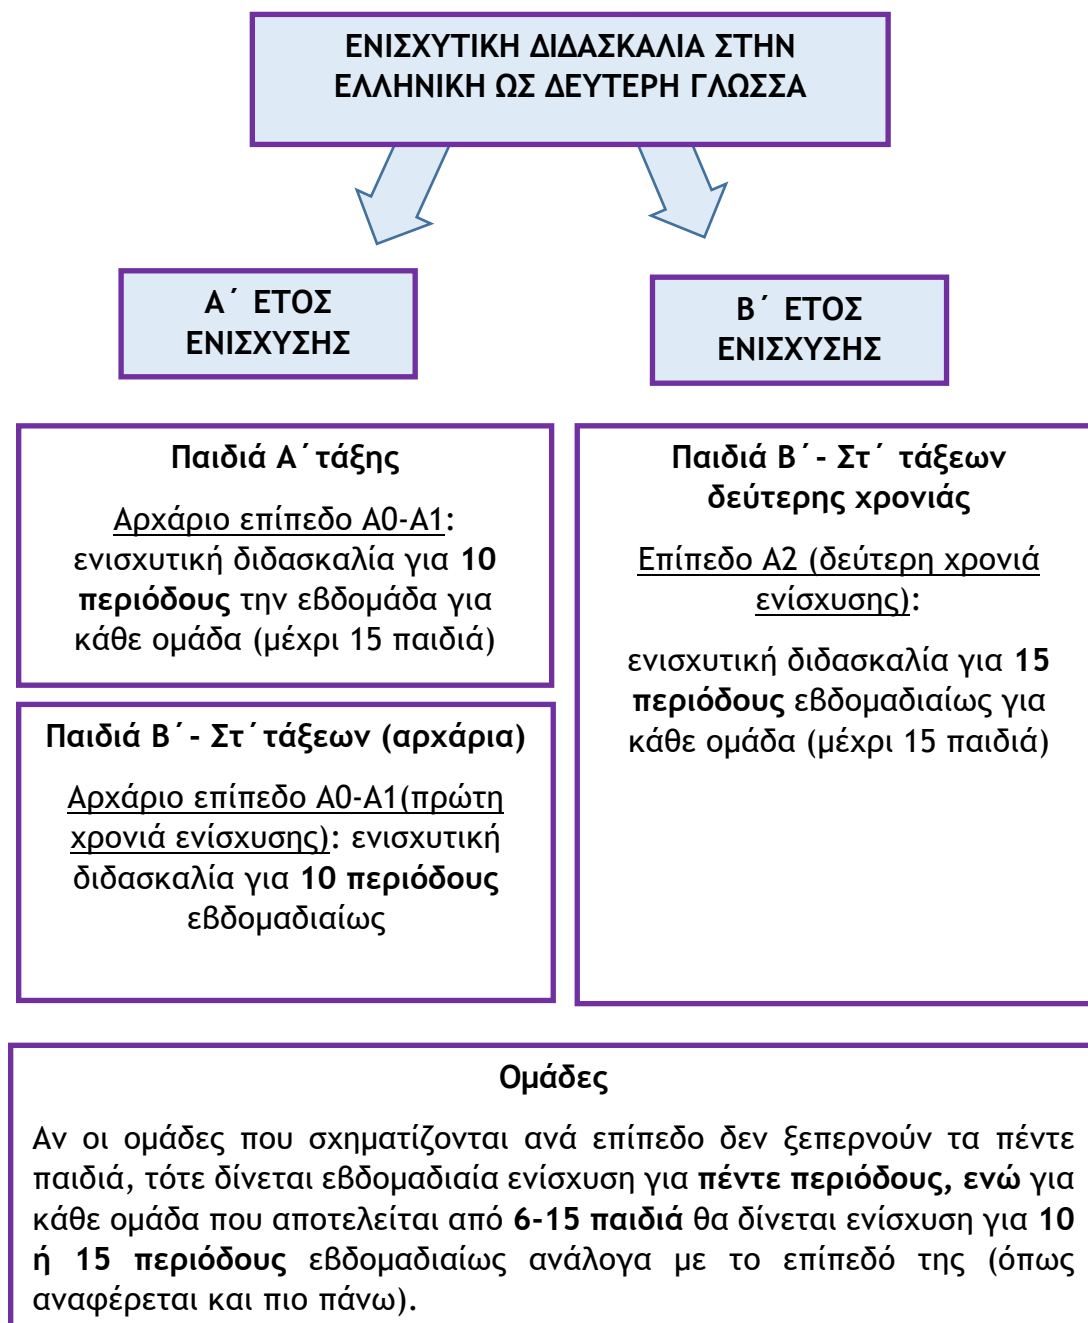 ΕΝΙΣΧΥΤΙΚΗ ΔΙΔΑΣΚΑΛΙΑ ΣΤΗΝ
ΕΛΛΗΝΙΚΗ ΩΣ ΔΕΥΤΕΡΗ ΓΛΩΣΣΑ
Α΄ ΕΤΟΣ
ΕΝΙΣΧΥΣΗΣ
Β΄ ΕΤΟΣ
ΕΝΙΣΧΥΣΗΣ
Παιδιά Α΄τάξης
Αρχάριο επίπεδο Α0-Α1:
ενισχυτική διδασκαλία για 10
περιόδους την εβδομάδα για
κάθε ομάδα (μέχρι 15 παιδιά)
Παιδιά Β΄- Στ΄τάξεων (αρχάρια)
Αρχάριο επίπεδο Α0-Α1(πρώτη
χρονιά ενίσχυσης): ενισχυτική
διδασκαλία για 10 περιόδους
εβδομαδιαίως
Παιδιά Β΄- Στ΄ τάξεων
δεύτερης χρονιάς
Επίπεδο Α2 (δεύτερη χρονιά
ενίσχυσης):
ενισχυτική διδασκαλία για 15
περιόδους εβδομαδιαίως για
κάθε ομάδα (μέχρι 15 παιδιά)
Ομάδες
Αν οι ομάδες που σχηματίζονται ανά επίπεδο δεν ξεπερνούν τα πέντε
παιδιά, τότε δίνεται εβδομαδιαία ενίσχυση για πέντε περιόδους, ενώ για
κάθε ομάδα που αποτελείται από 6-15 παιδιά θα δίνεται ενίσχυση για 10
ή 15 περιόδους εβδομαδιαίως ανάλογα με το επίπεδό της (όπως
αναφέρεται και πιο πάνω).